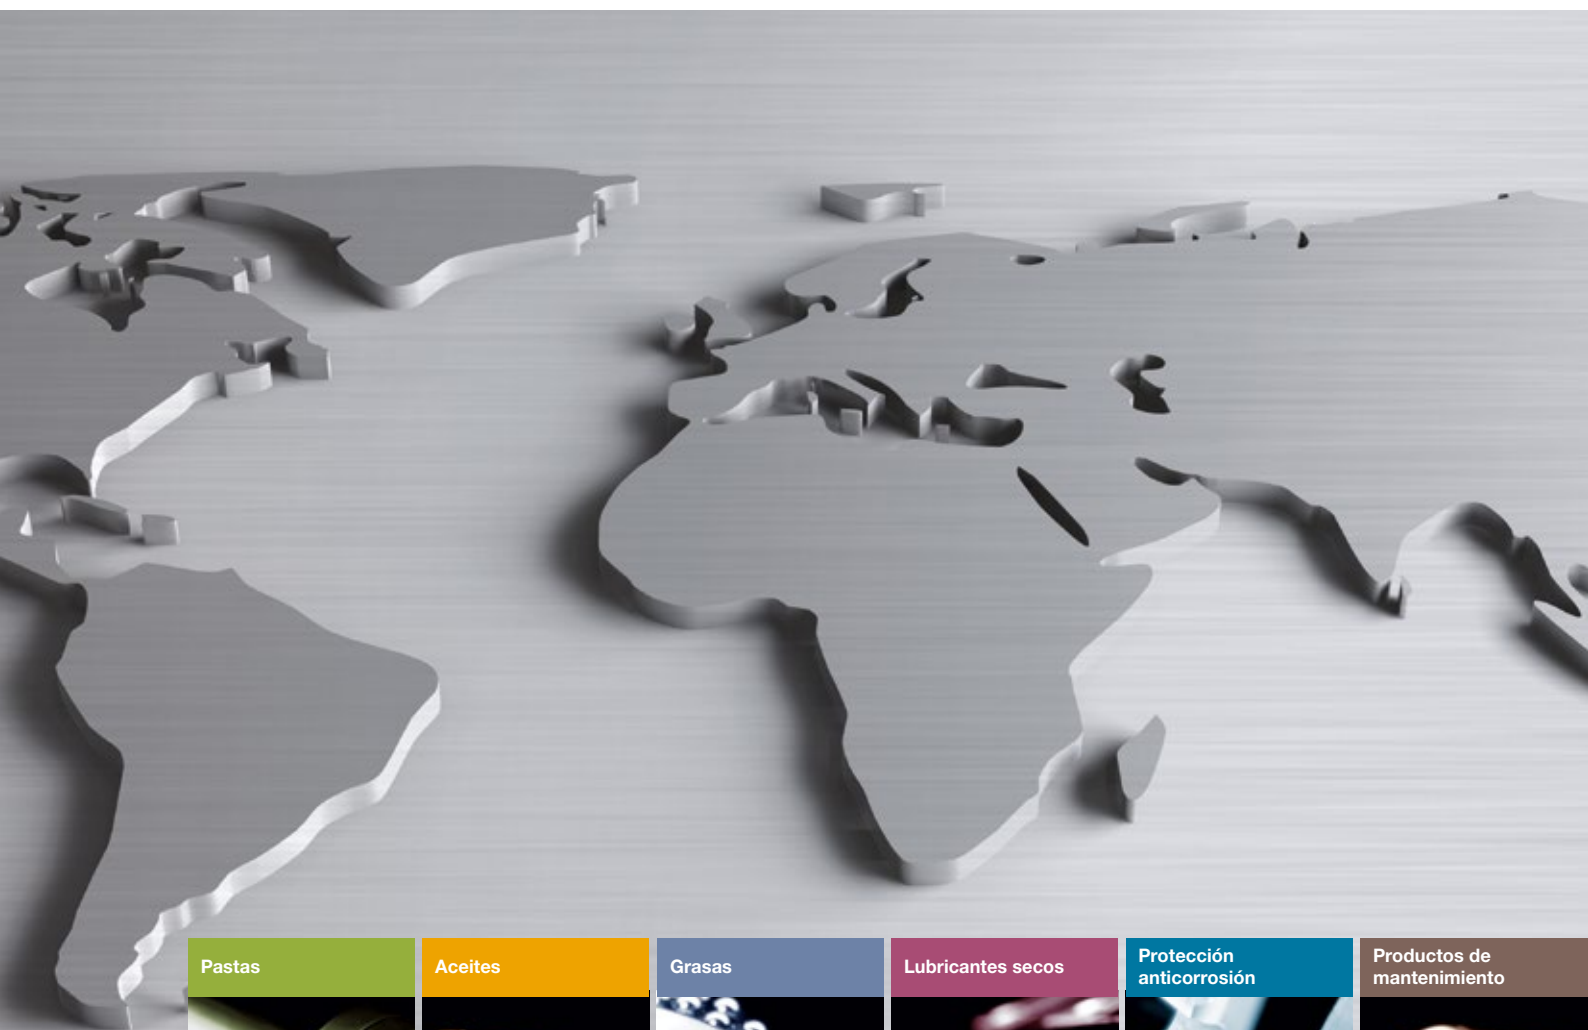 Pastas
Aceites
Grasas
Lubricantes secos
Protección
anticorrosión
Productos de
mantenimiento